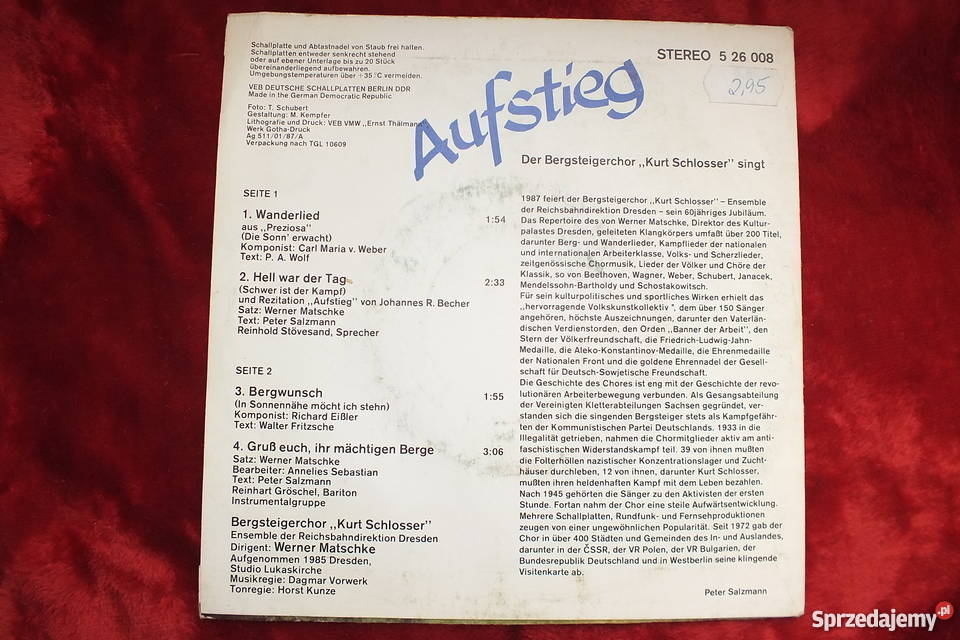 Schallplatte und Abtastnadel von Staub frei halten.
Schallplatten entweder senkrecht stehend
oder auf ebener Unterlage bis zu 20 Stück
übereinanderliegend aufbewahren.
Umgebungstemperaturen über +35 °C vermeiden.
VEB DEUTSCHE SCHALLPLATTEN BERLIN DDR
Made in the German Democratic Republic
Foto: T. Schubert
Gestaltung: M. Kempfer
Lithografie und Druck: VEB VMW „Ernst Thälmann
Werk Gotha-Druck
Ag 511/01/87/A
Verpackung nach TGL 10609
STEREO 5 26 008
2,95
Aufstieg
Der Bergsteigerchor „Kurt Schlosser" singt
SEITE 1
1. Wanderlied 1:54
aus „Preziosa"
(Die Sonn' erwacht)
Komponist: Carl Maria v. Weber
Text: P. A. Wolf
2. Hell war der Tag 2:33
(Schwer ist der Kampf)
und Rezitation „Aufstieg" von Johannes R. Becher
Satz: Werner Matschke
Text: Peter Salzmann
Reinhold Stövesand, Sprecher
SEITE 2
3. Bergwunsch 1:55
(In Sonnennähe möcht ich stehn)
Komponist: Richard Eißler
Text: Walter Fritzsche
4. Gruß euch, ihr mächtigen Berge 3:06
Satz: Werner Matschke
Bearbeiter: Annelies Sebastian
Text: Peter Salzmann
Reinhart Gröschel, Bariton
Instrumentalgruppe
Bergsteigerchor „Kurt Schlosser"
Ensemble der Reichsbahndirektion Dresden
Dirigent: Werner Matschke
Aufgenommen 1985 Dresden,
Studio Lukaskirche
Musikregie: Dagmar Vorwerk
Tonregie: Horst Kunze
1987 feiert der Bergsteigerchor „Kurt Schlosser" – Ensemble
der Reichsbahndirektion Dresden – sein 60jähriges Jubiläum.
Das Repertoire des von Werner Matschke, Direktor des Kultur-
palastes Dresden, geleiteten Klangkörpers umfaßt über 200 Titel,
darunter Berg- und Wanderlieder, Kampflieder der nationalen
und internationalen Arbeiterklasse, Volks- und Scherzlieder,
zeitgenössische Chormusik, Lieder der Völker und Chöre der
Klassik, so von Beethoven, Wagner, Weber, Schubert, Janacek,
Mendelssohn-Bartholdy und Schostakowitsch.
Für sein kulturpolitisches und sportliches Wirken erhielt das
„hervorragende Volkskunstkollektiv", dem über 150 Sänger
angehören, höchste Auszeichnungen, darunter den Vaterlän-
dischen Verdienstorden, den Orden „Banner der Arbeit", den
Stern der Völkerfreundschaft, die Friedrich-Ludwig-Jahn-
Medaille, die Aleko-Konstantinov-Medaille, die Ehrenmedaille
der Nationalen Front und die goldene Ehrennadel der Gesell-
schaft für Deutsch-Sowjetische Freundschaft.
Die Geschichte des Chores ist eng mit der Geschichte der revo-
lutionären Arbeiterbewegung verbunden. Als Gesangsabteilung
der Vereinigten Kletterabteilungen Sachsen gegründet, ver-
standen sich die singenden Bergsteiger stets als Kampfgefähr-
ten der Kommunistischen Partei Deutschlands. 1933 in die
Illegalität getrieben, nahmen die Chormitglieder aktiv am anti-
faschistischen Widerstandskampf teil. 39 von ihnen mußten
die Folterhöllen nazistischer Konzentrationslager und Zucht-
häuser durchleben, 12 von ihnen, darunter Kurt Schlosser,
mußten ihren heldenhaften Kampf mit dem Leben bezahlen.
Nach 1945 gehörten die Sänger zu den Aktivisten der ersten
Stunde. Fortan nahm der Chor eine steile Aufwärtsentwicklung.
Mehrere Schallplatten, Rundfunk- und Fernsehproduktionen
zeugen von einer ungewöhnlichen Popularität. Seit 1972 gab der
Chor in über 400 Städten und Gemeinden des In- und Auslandes,
darunter in der ČSSR, der VR Polen, der VR Bulgarien, der
Bundesrepublik Deutschland und in Westberlin seine klingende
Visitenkarte ab.
Peter Salzmann
Sprzedajemy.pl